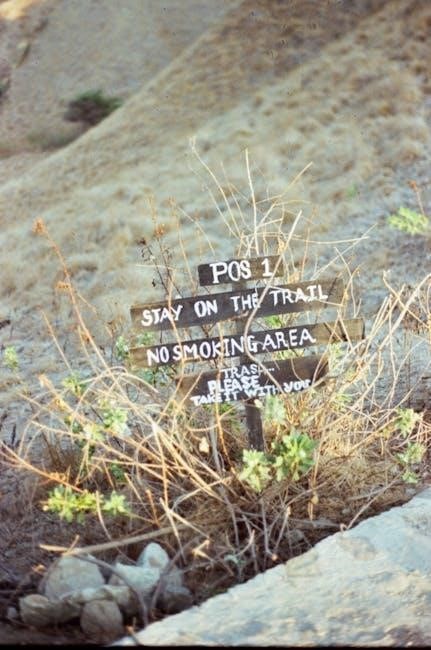 POS 1
STAY ON THE TRAIL
NO SMOKING AREA
TRASH...
PLEASE
TAKE IT WITH YOU